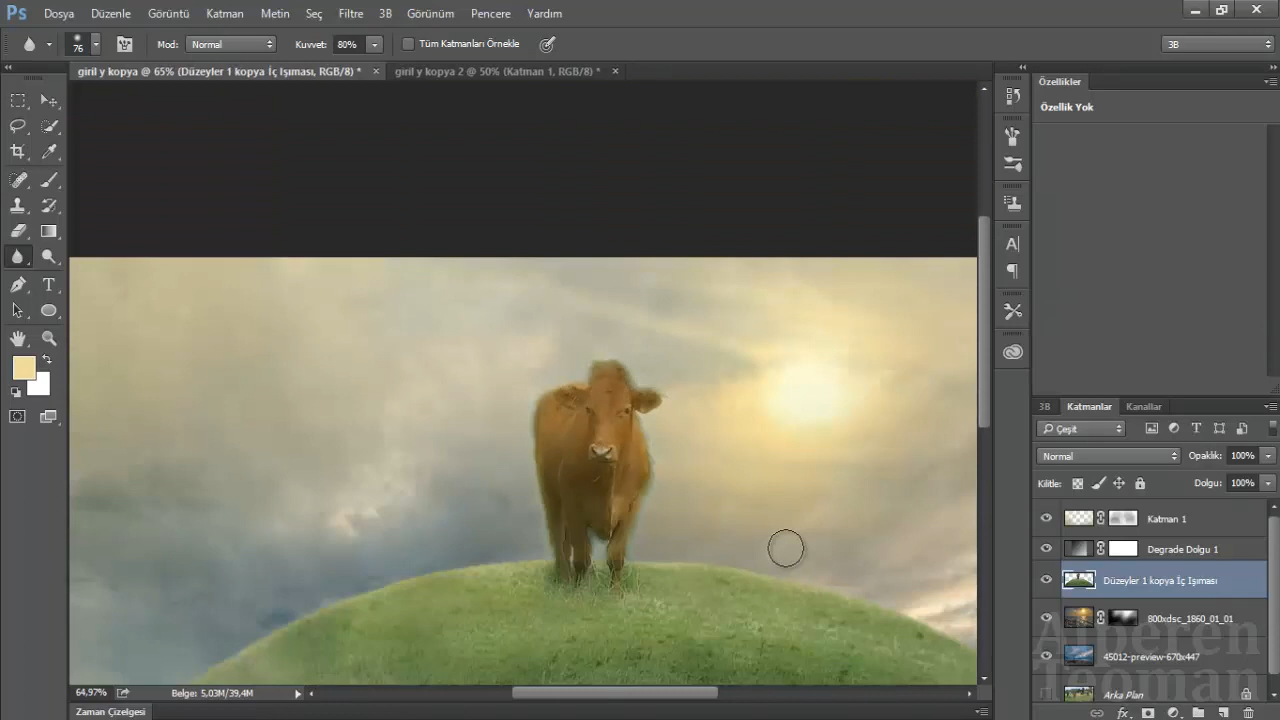 Ps Dosya Düzenle Görüntü Katman Metin Seç Filtre 3B Görünüm Pencere Yardım
76 Mod: Normal Kuvvet: 80% Tüm Katmanları Örnekle 3B
giril y kopya @ 65% (Düzeyler 1 kopya İç Işıması, RGB/8) * × giril y kopya 2 @ 50% (Katman 1, RGB/8) * ×
Özellikler
Özellik Yok
3B Katmanlar Kanallar
Çeşit
Normal Opaklık: 100%
Kilitle: Dolgu: 100%
Katman 1
Degrade Dolgu 1
Düzeyler 1 kopya İç Işıması
800xdsc_1860_01_01
45012-preview-670x447
Arka Plan
Alperen
Teoman
64,97% Belge: 5,03M/39,4M
Zaman Çizelgesi